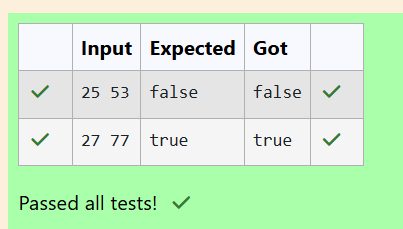 Input Expected Got
25 53 false false
27 77 true true
Passed all tests!